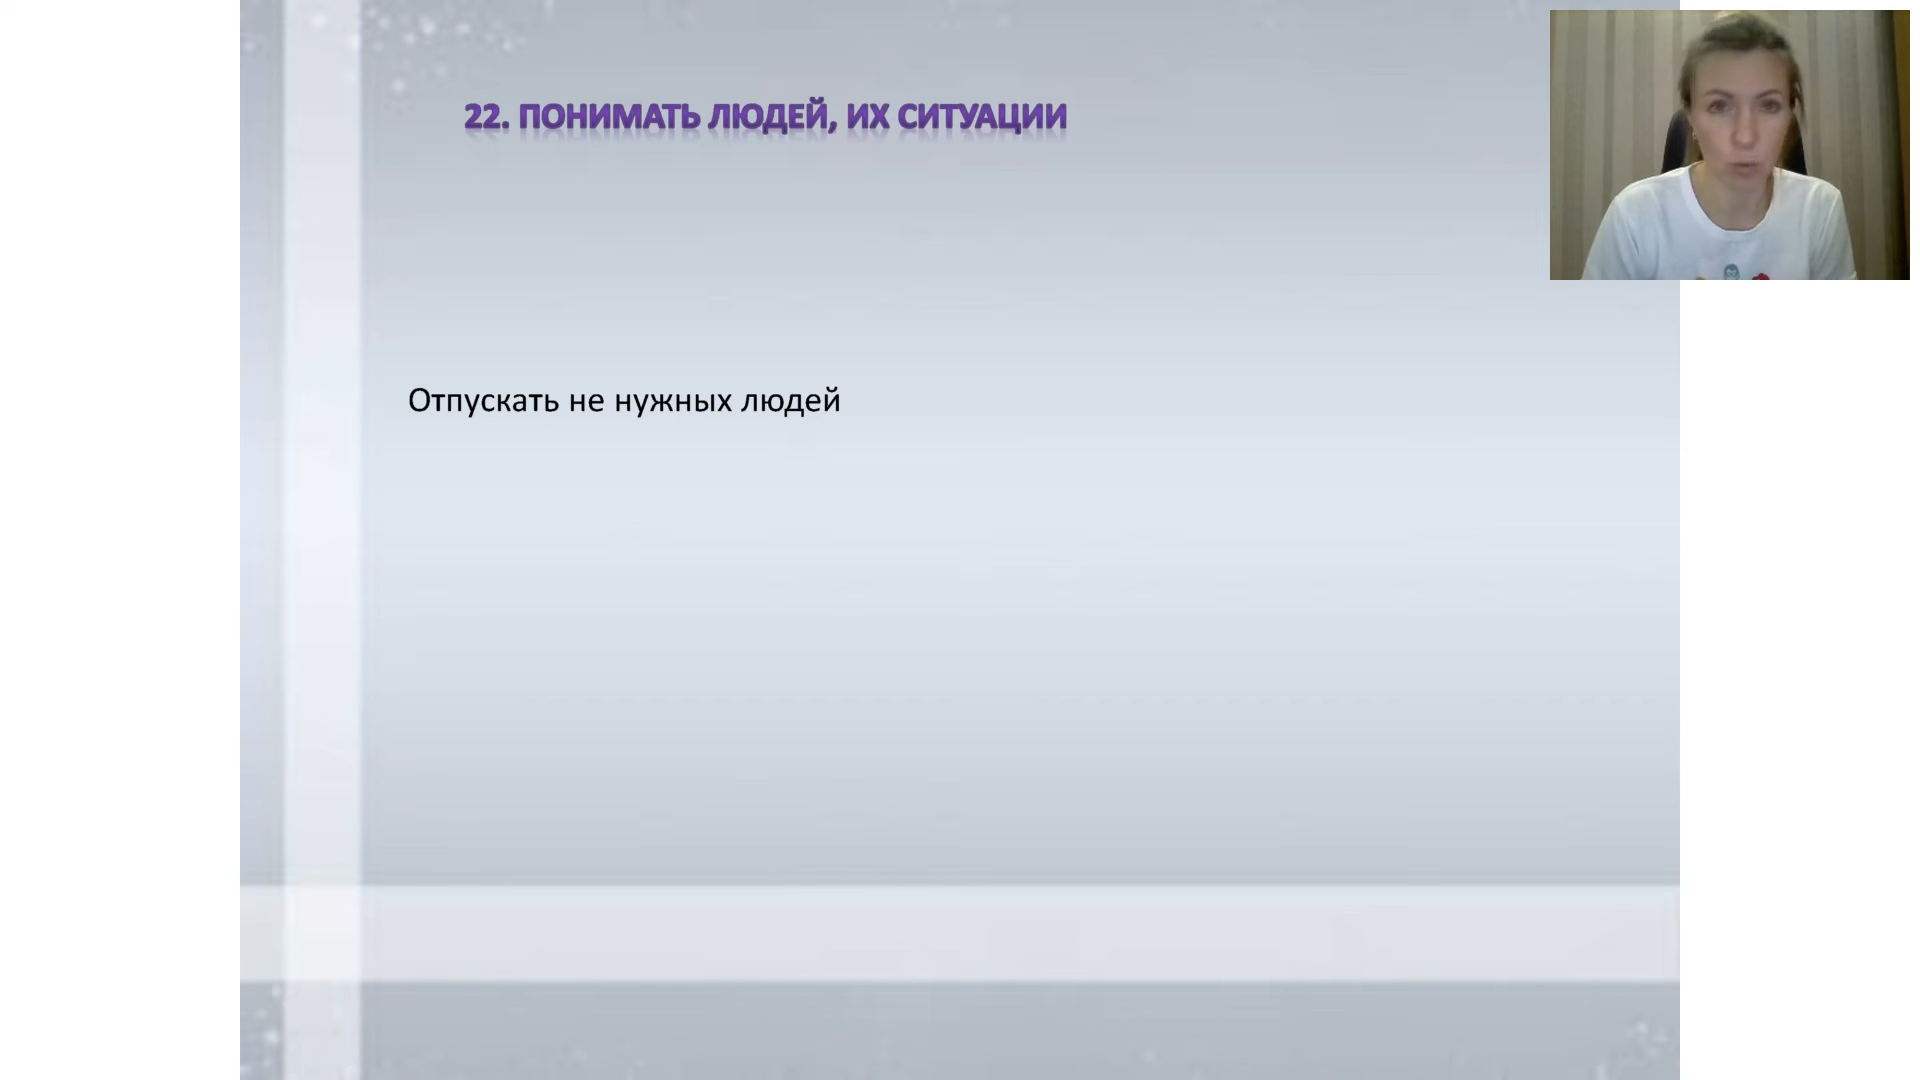 22. ПОНИМАТЬ ЛЮДЕЙ, ИХ СИТУАЦИИ
Отпускать не нужных людей